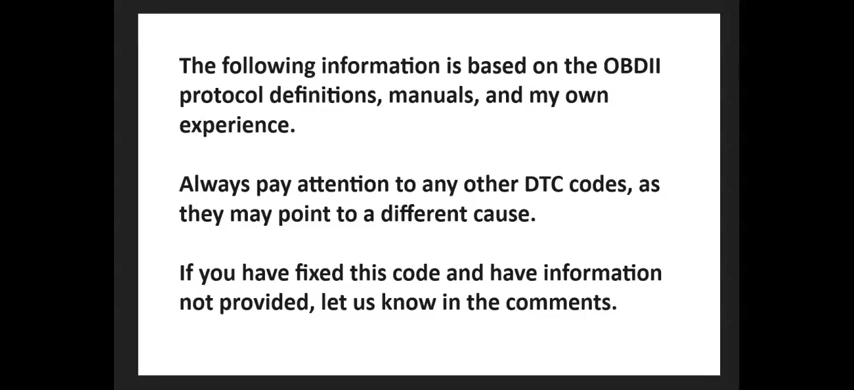 The following information is based on the OBDII
protocol definitions, manuals, and my own
experience.
Always pay attention to any other DTC codes, as
they may point to a different cause.
If you have fixed this code and have information
not provided, let us know in the comments.